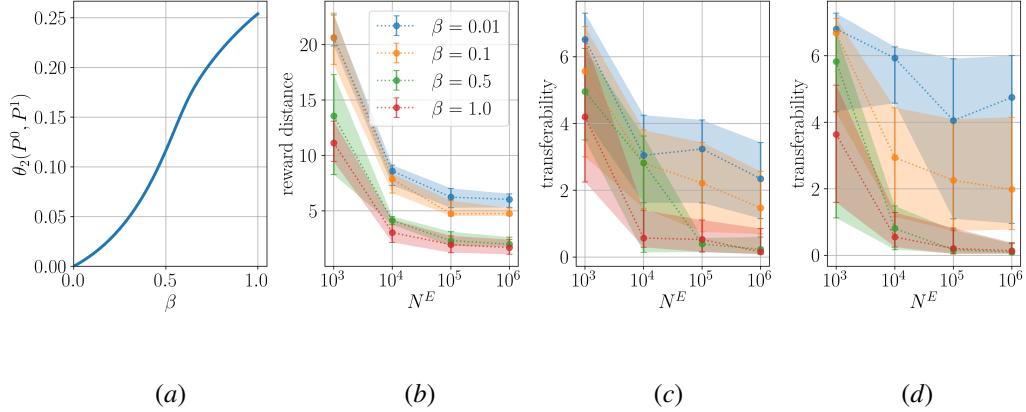 θ₂(P⁰, P¹)
0.25
0.20
0.15
0.10
0.05
0.00
0.0 0.5 1.0
β
reward distance
20
15
10
5
β = 0.01
β = 0.1
β = 0.5
β = 1.0
10³ 10⁴ 10⁵ 10⁶
N^E
transferability
6
4
2
0
10³ 10⁴ 10⁵ 10⁶
N^E
transferability
6
4
2
0
10³ 10⁴ 10⁵ 10⁶
N^E
(a) (b) (c) (d)